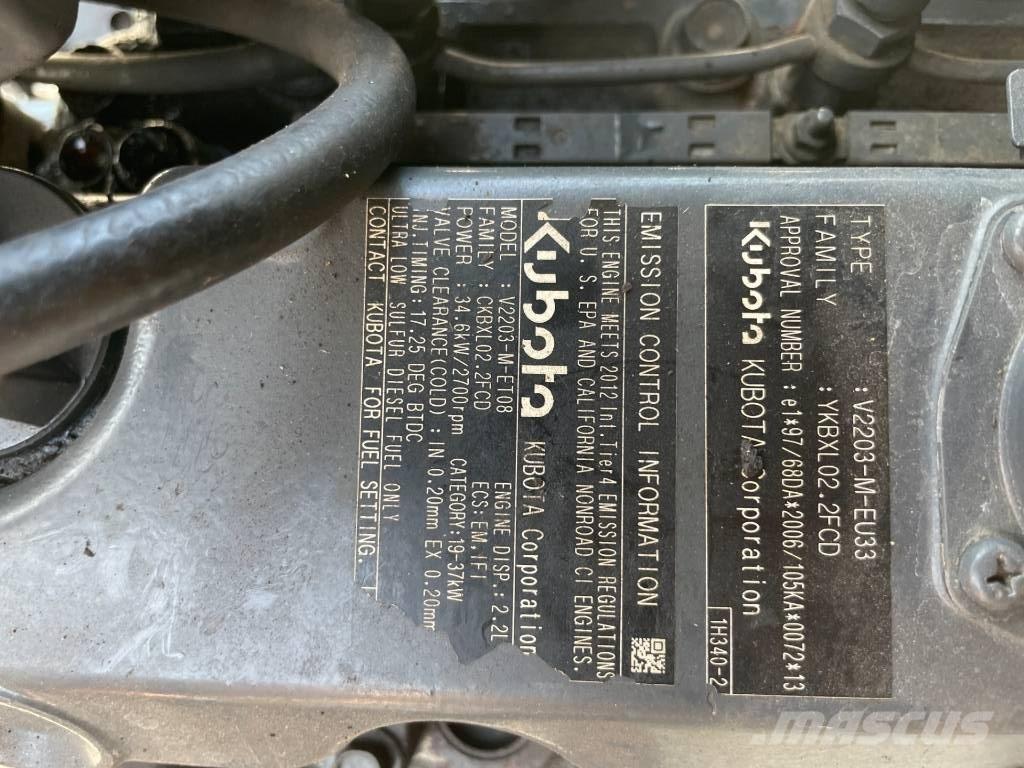 TYPE : V2203-M-EU33
FAMILY : YKBXL02.2FCD
APPROVAL NUMBER : e1*97/68DA*2006/105KA*0072*13
Kubota KUBOTA Corporation
1H340-2
EMISSION CONTROL INFORMATION
THIS ENGINE MEETS 2012 Int.Tier4 EMISSION REGULATIONS
FOR U. S. EPA AND CALIFORNIA NONROAD CI ENGINES.
Kubota KUBOTA Corporation
MODEL : V2203-M-ET08 ENGINE DISP.: 2.2L
FAMILY : CKBXL02.2FCD ECS:EM,IFI
POWER : 34.6kW/2700rpm CATEGORY:19-37kW
VALVE CLEARANCE(COLD) : IN 0.20mm EX 0.20mm
INJ.TIMING:17.25 DEG BTDC
ULTRA LOW SULFUR DIESEL FUEL ONLY
CONTACT KUBOTA FOR FUEL SETTING.
mascus